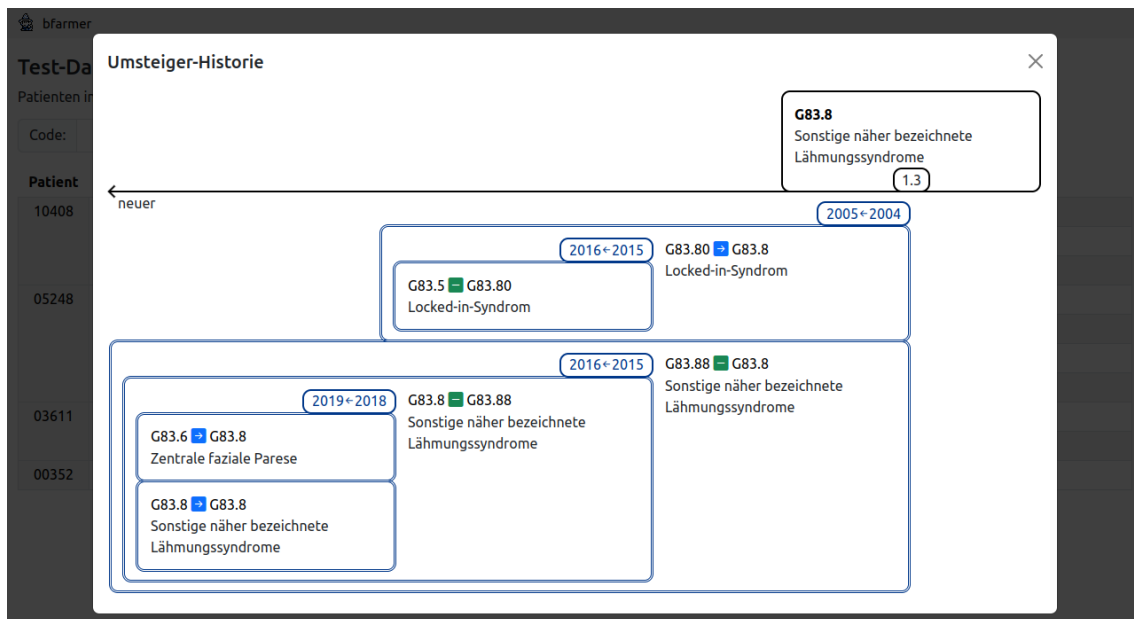 bfarmer
Test-Da
Umsteiger-Historie
Patienten in
Code:
G83.8
Sonstige näher bezeichnete
Lähmungssyndrome
1.3
Patient
neuer
10408
2005←2004
2016←2015
G83.80 → G83.8
Locked-in-Syndrom
G83.5 − G83.80
Locked-in-Syndrom
05248
2016←2015
G83.88 − G83.8
Sonstige näher bezeichnete
Lähmungssyndrome
2019←2018
G83.8 − G83.88
Sonstige näher bezeichnete
Lähmungssyndrome
03611
G83.6 → G83.8
Zentrale faziale Parese
00352
G83.8 → G83.8
Sonstige näher bezeichnete
Lähmungssyndrome